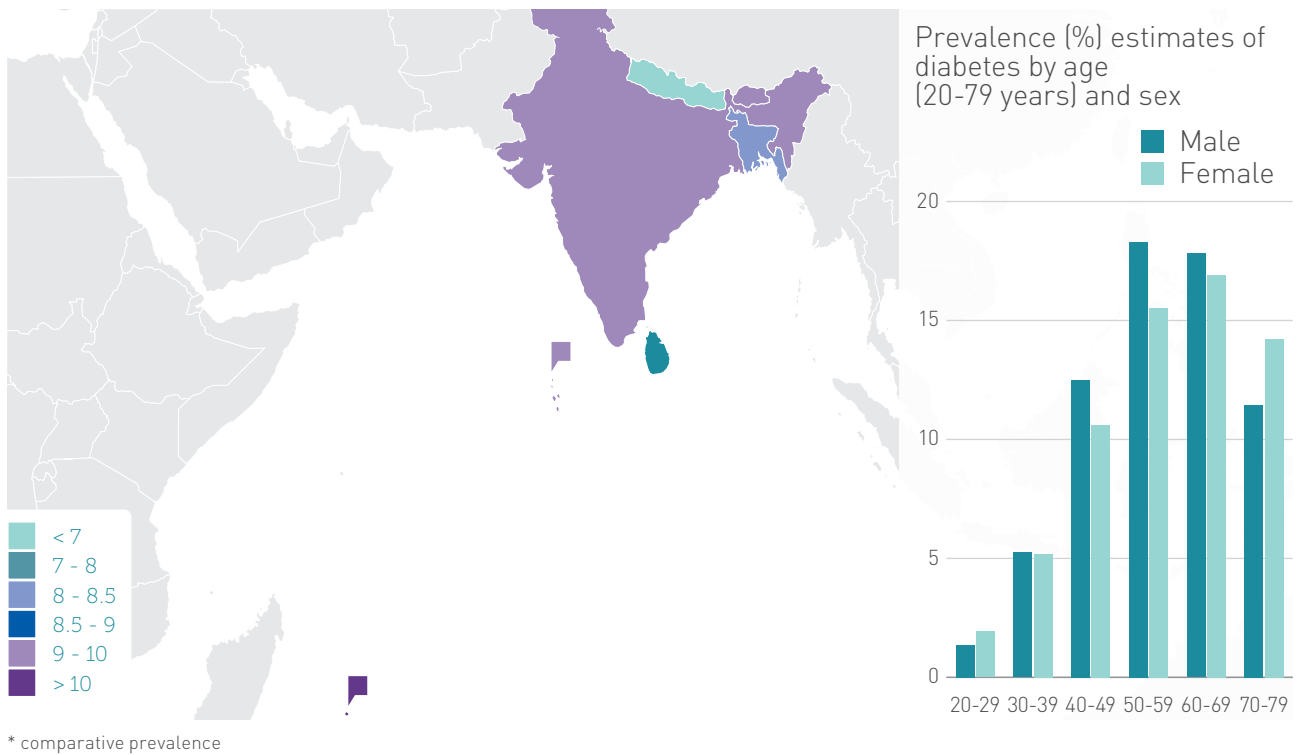 Prevalence (%) estimates of
diabetes by age
(20-79 years) and sex
Male
Female
20
15
10
5
0
20-29 30-39 40-49 50-59 60-69 70-79
< 7
7 - 8
8 - 8.5
8.5 - 9
9 - 10
> 10
* comparative prevalence